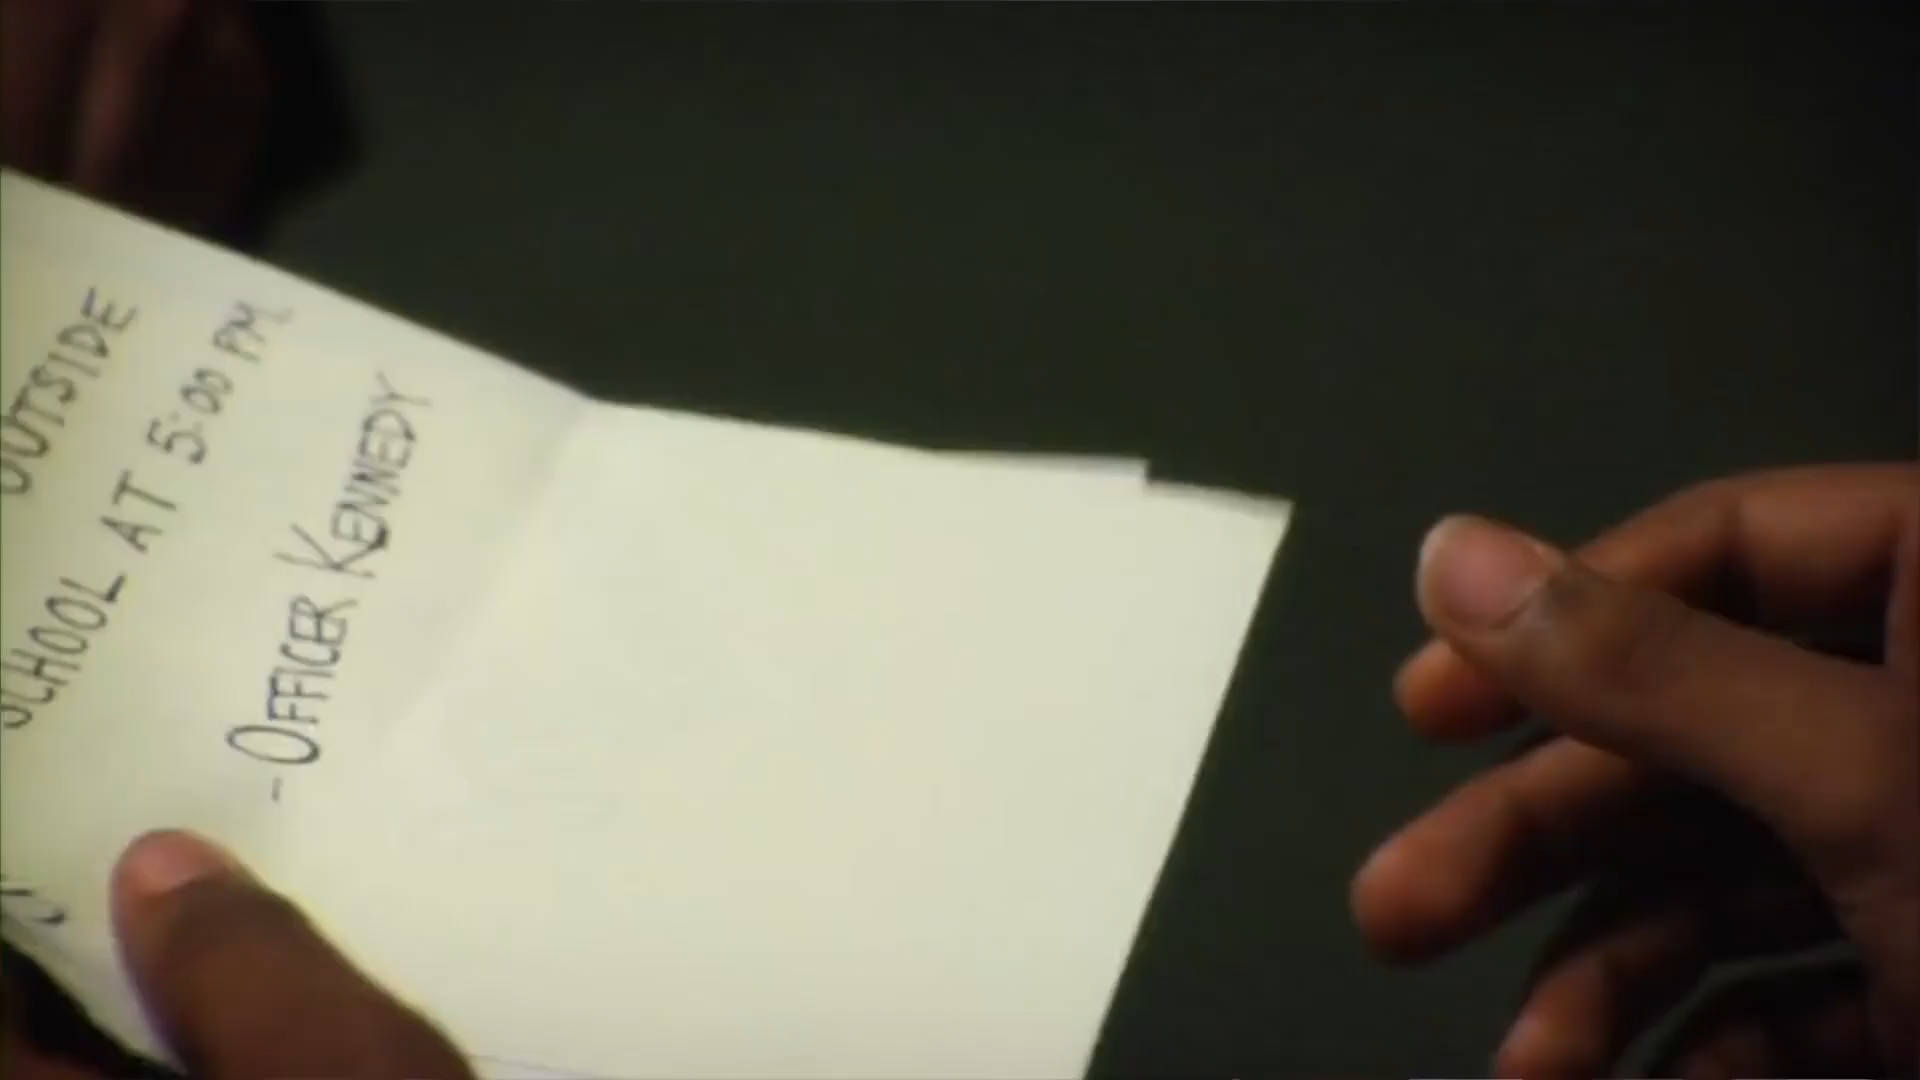 OUTSIDE
SCHOOL AT 5:00 PM.
- OFFICER KENNEDY